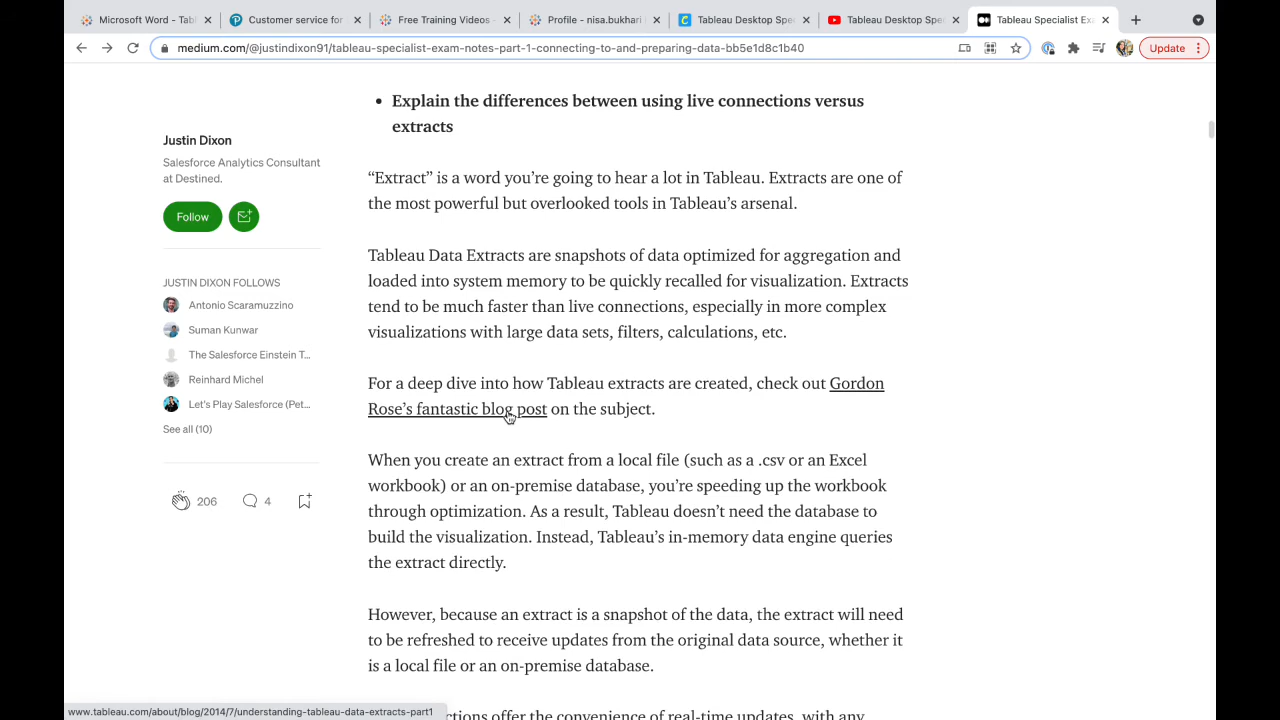 Microsoft Word - Tabl
Customer service for
Free Training Videos -
Profile - nisa.bukhari
Tableau Desktop Spec
Tableau Desktop Spec
Tableau Specialist Exa
Update
medium.com/@justindixon91/tableau-specialist-exam-notes-part-1-connecting-to-and-preparing-data-bb5e1d8c1b40
Justin Dixon
Salesforce Analytics Consultant
at Destined.
Follow
JUSTIN DIXON FOLLOWS
Antonio Scaramuzzino
Suman Kunwar
The Salesforce Einstein T...
Reinhard Michel
Let's Play Salesforce (Pet...
See all (10)
206
4
• Explain the differences between using live connections versus
extracts
“Extract” is a word you’re going to hear a lot in Tableau. Extracts are one of
the most powerful but overlooked tools in Tableau’s arsenal.
Tableau Data Extracts are snapshots of data optimized for aggregation and
loaded into system memory to be quickly recalled for visualization. Extracts
tend to be much faster than live connections, especially in more complex
visualizations with large data sets, filters, calculations, etc.
For a deep dive into how Tableau extracts are created, check out Gordon
Rose’s fantastic blog post on the subject.
When you create an extract from a local file (such as a .csv or an Excel
workbook) or an on-premise database, you’re speeding up the workbook
through optimization. As a result, Tableau doesn’t need the database to
build the visualization. Instead, Tableau’s in-memory data engine queries
the extract directly.
However, because an extract is a snapshot of the data, the extract will need
to be refreshed to receive updates from the original data source, whether it
is a local file or an on-premise database.
ctions offer the convenience of real-time updates, with any
www.tableau.com/about/blog/2014/7/understanding-tableau-data-extracts-part1